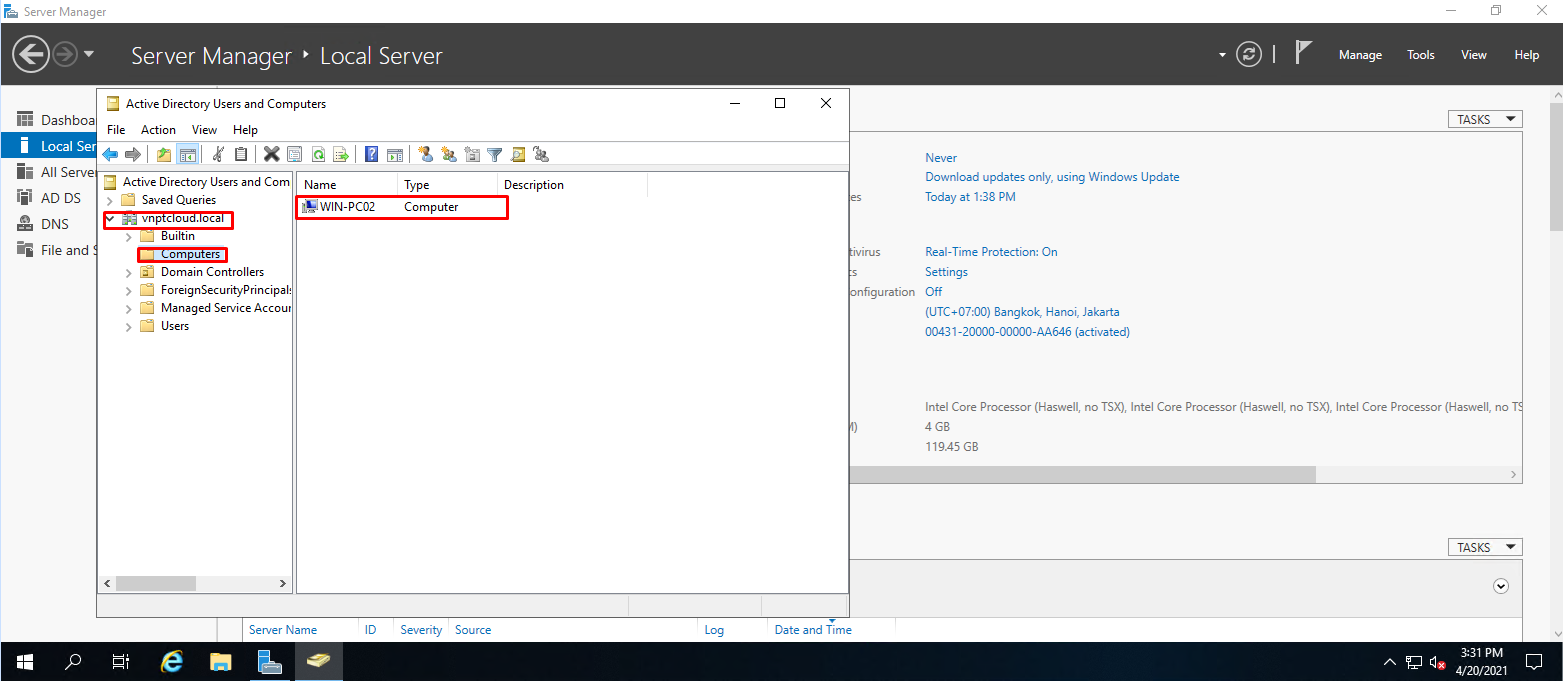 Server Manager
Server Manager ‣ Local Server
Manage Tools View Help
Active Directory Users and Computers
File Action View Help
Dashboa
Local Ser
All Server
AD DS
DNS
File and S
Active Directory Users and Com
Saved Queries
vnptcloud.local
Builtin
Computers
Domain Controllers
ForeignSecurityPrincipals
Managed Service Accour
Users
Name Type Description
WIN-PC02 Computer
TASKS
Never
Download updates only, using Windows Update
es Today at 1:38 PM
tivirus Real-Time Protection: On
cs Settings
onfiguration Off
(UTC+07:00) Bangkok, Hanoi, Jakarta
00431-20000-00000-AA646 (activated)
Intel Core Processor (Haswell, no TSX), Intel Core Processor (Haswell, no TSX), Intel Core Processor (Haswell, no TS
M) 4 GB
119.45 GB
TASKS
Server Name ID Severity Source Log Date and Time
3:31 PM
4/20/2021